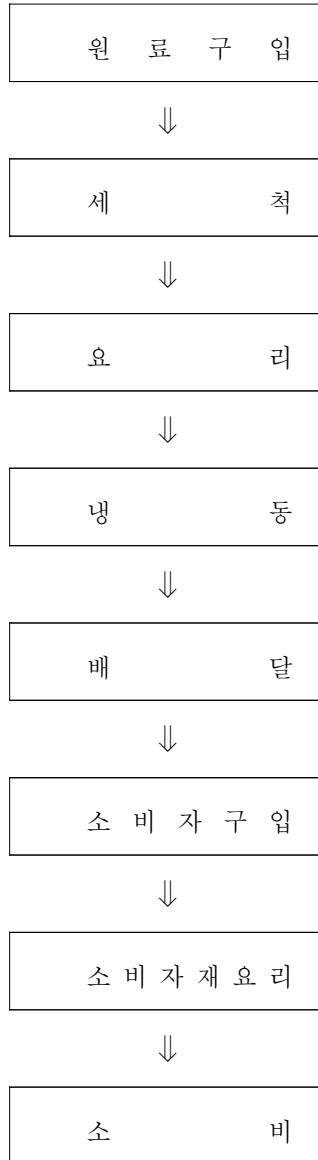 원 료 구 입
⇓
세 척
⇓
요 리
⇓
냉 동
⇓
배 달
⇓
소 비 자 구 입
⇓
소 비 자 재 요 리
⇓
소 비